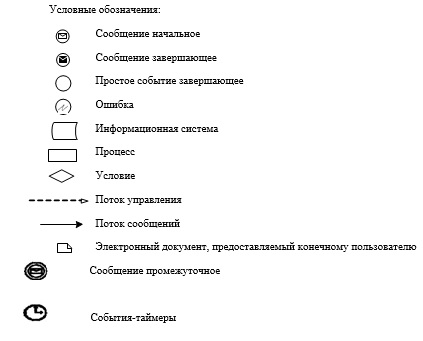 Условные обозначения:
Сообщение начальное
Сообщение завершающее
Простое событие завершающее
Ошибка
Информационная система
Процесс
Условие
Поток управления
Поток сообщений
Электронный документ, предоставляемый конечному пользователю
Сообщение промежуточное
События-таймеры